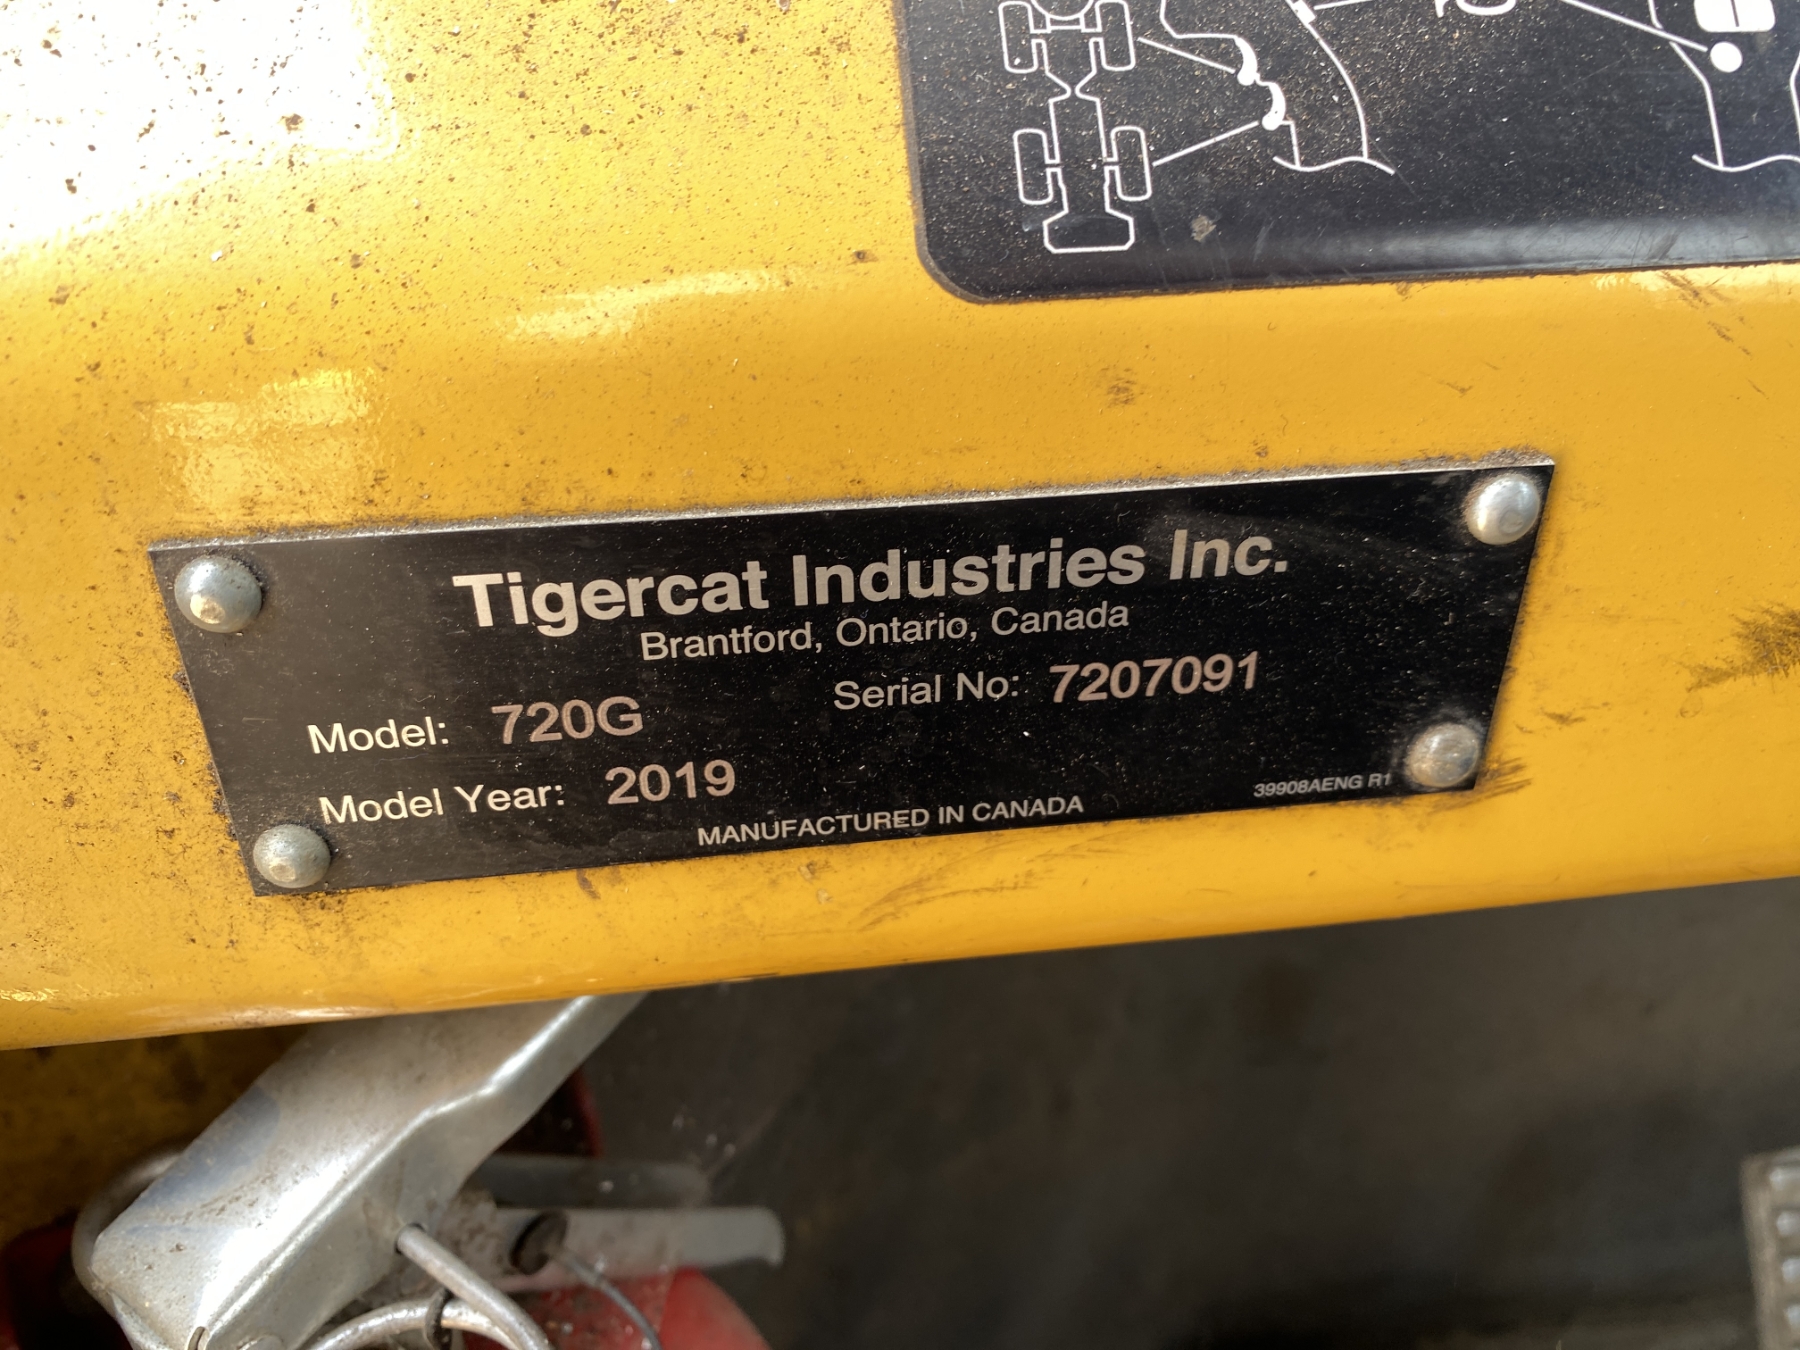 Tigercat Industries Inc.
Brantford, Ontario, Canada
Model: 720G Serial No: 7207091
Model Year: 2019
MANUFACTURED IN CANADA 39908AENG R1